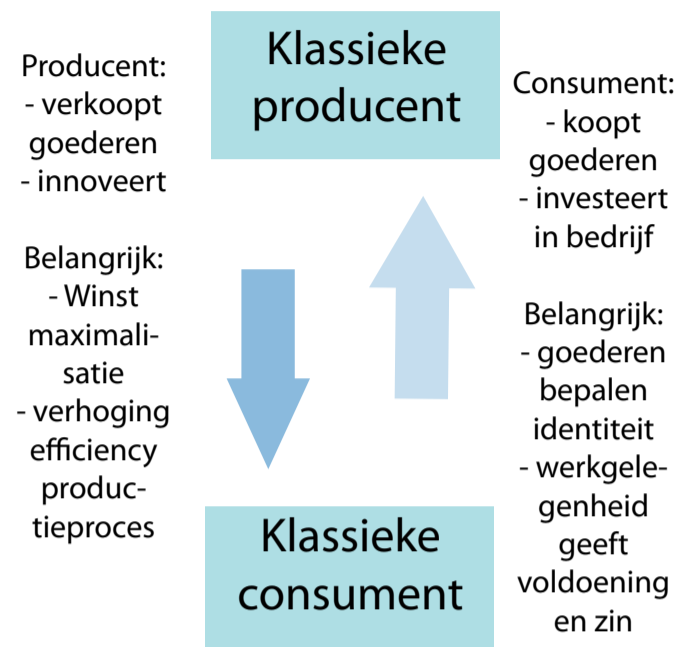 Klassieke
producent
Producent:
- verkoopt
goederen
- innoveert
Belangrijk:
- Winst
maximali-
satie
- verhoging
efficiency
produc-
tieproces
Consument:
- koopt
goederen
- investeert
in bedrijf
Belangrijk:
- goederen
bepalen
identiteit
- werkgele-
genheid
geeft
voldoening
en zin
Klassieke
consument